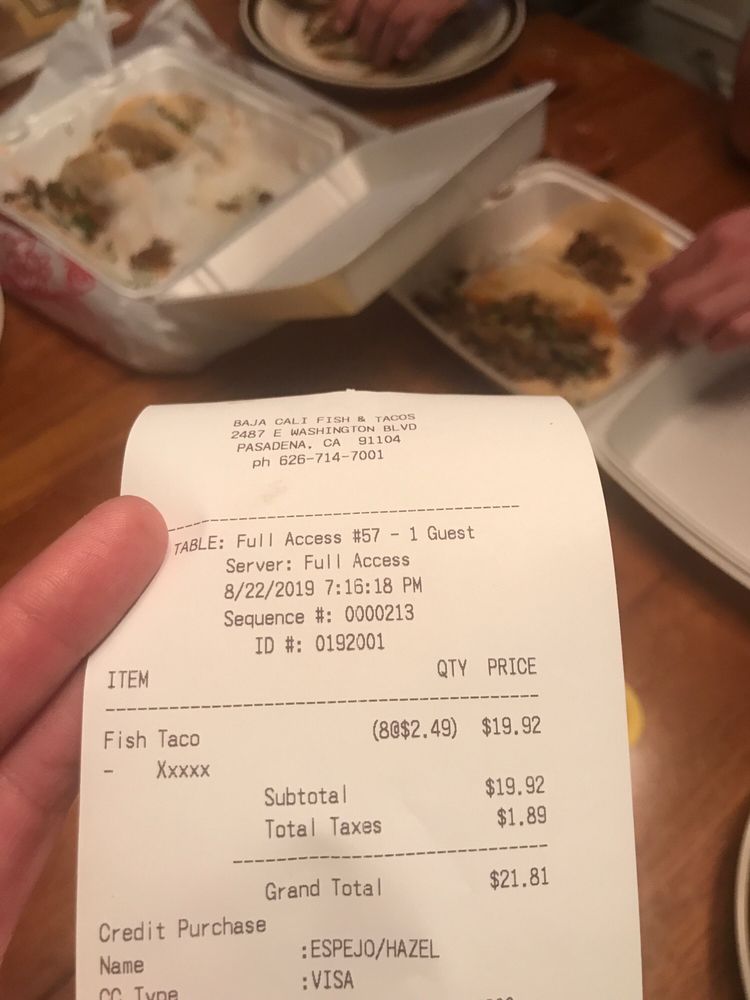 BAJA CALI FISH & TACOS
2487 E WASHINGTON BLVD
PASADENA, CA 91104
ph 626-714-7001
TABLE: Full Access #57 - 1 Guest
Server: Full Access
8/22/2019 7:16:18 PM
Sequence #: 0000213
ID #: 0192001
ITEM QTY PRICE
Fish Taco (8@$2.49) $19.92
- Xxxxx
Subtotal $19.92
Total Taxes $1.89
Grand Total $21.81
Credit Purchase
Name :ESPEJO/HAZEL
CC Type :VISA